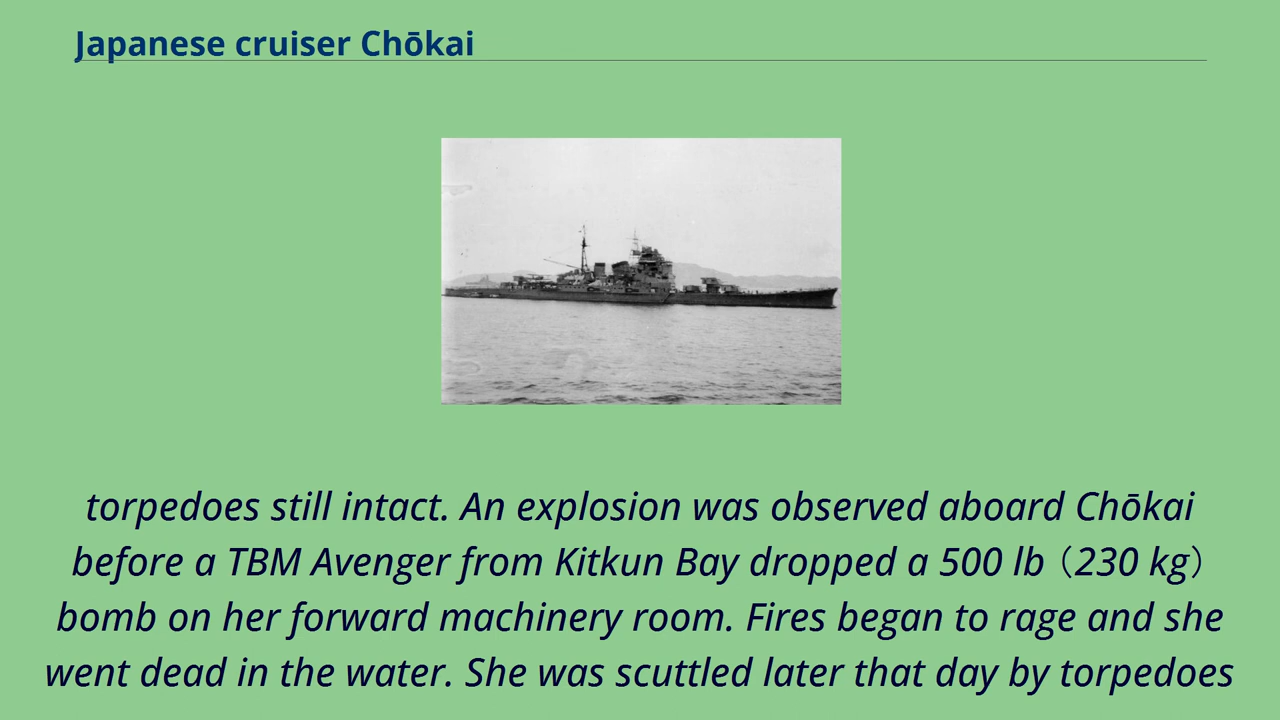 Japanese cruiser Chōkai
torpedoes still intact. An explosion was observed aboard Chōkai
before a TBM Avenger from Kitkun Bay dropped a 500 lb（230 kg）
bomb on her forward machinery room. Fires began to rage and she
went dead in the water. She was scuttled later that day by torpedoes